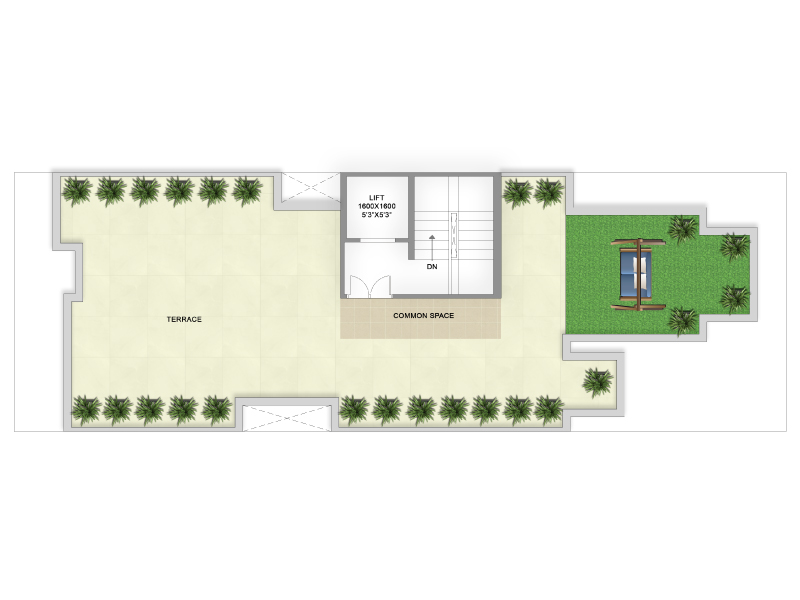 LIFT
1600X1600
5'3"X5'3"
DN
COMMON SPACE
TERRACE